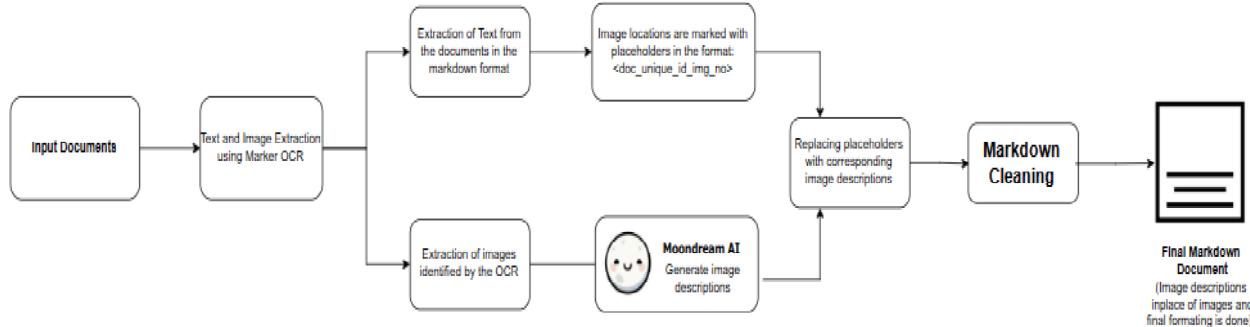 Input Documents
Text and Image Extraction
using Marker OCR
Extraction of Text from
the documents in the
markdown format
Image locations are marked with
placeholders in the format:
<doc_unique_id_img_no>
Extraction of images
identified by the OCR
Moondream AI
Generate image
descriptions
Replacing placeholders
with corresponding
image descriptions
Markdown
Cleaning
Final Markdown
Document
(Image descriptions
inplace of images and
final formating is done)